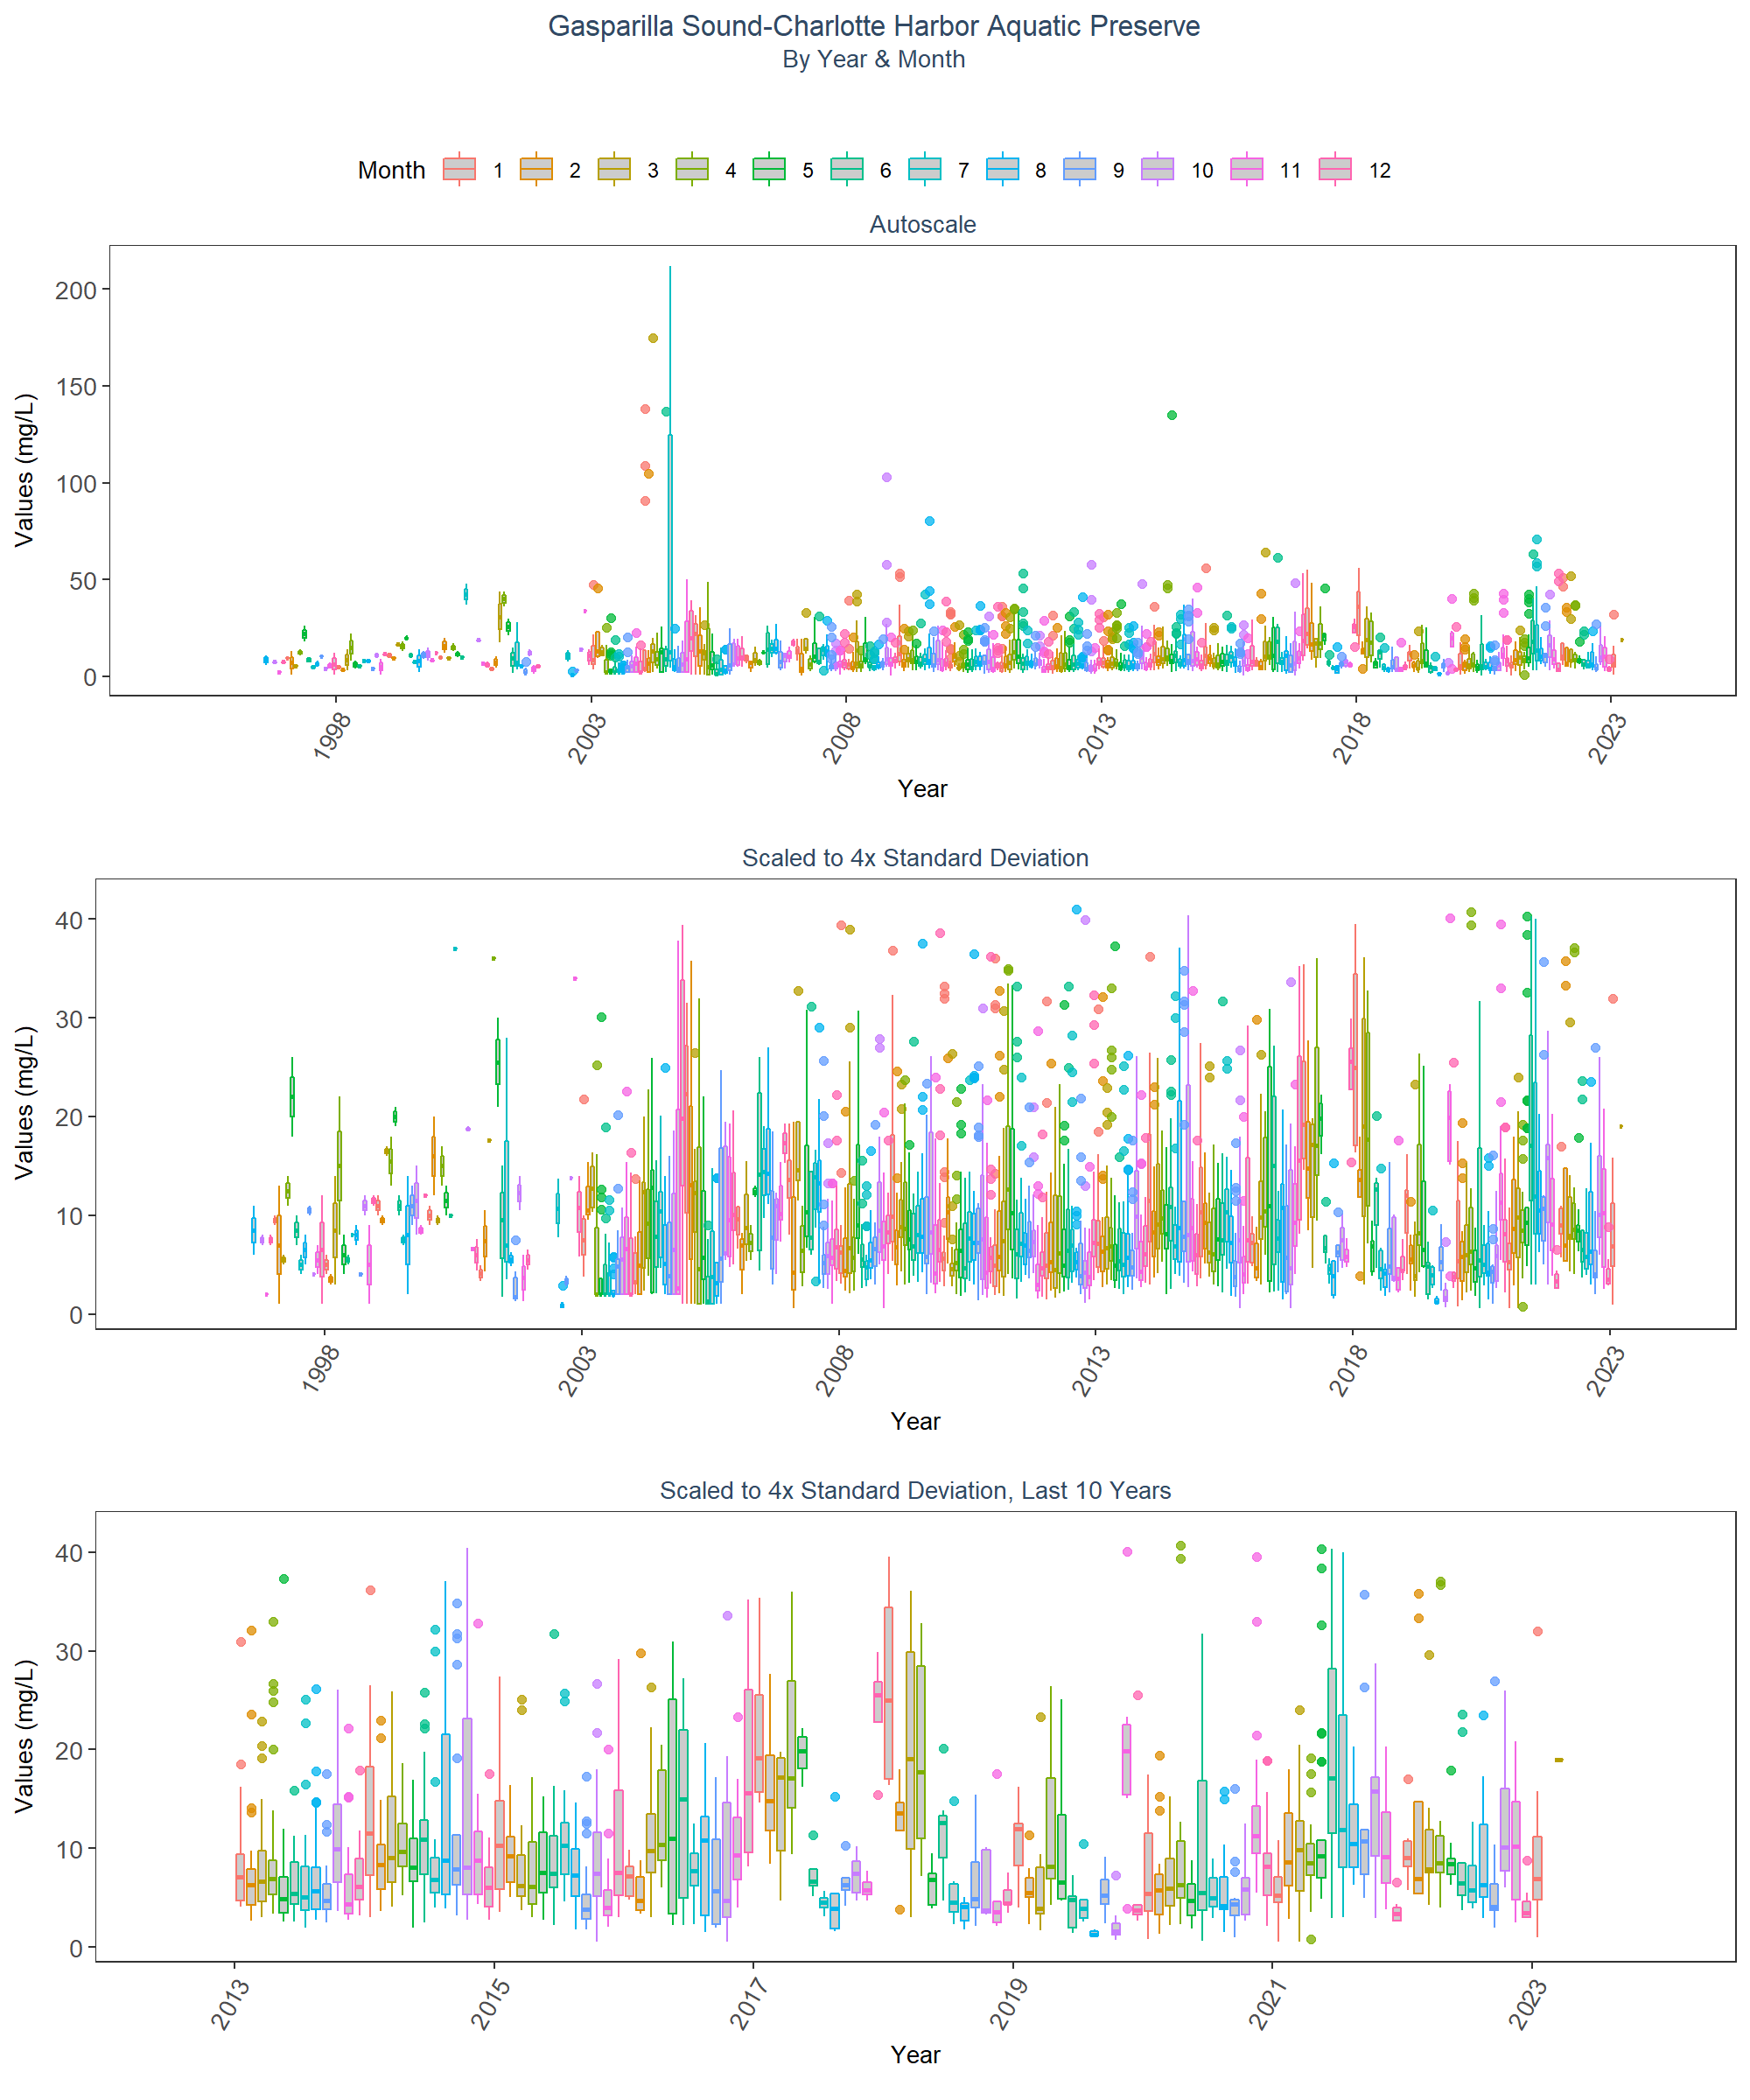 Gasparilla Sound-Charlotte Harbor Aquatic Preserve
By Year & Month
Month 1 2 3 4 5 6 7 8 9 10 11 12
Autoscale
Values (mg/L)
200
150
100
50
0
1998 2003 2008 2013 2018 2023
Year
Scaled to 4x Standard Deviation
Values (mg/L)
40
30
20
10
0
1998 2003 2008 2013 2018 2023
Year
Scaled to 4x Standard Deviation, Last 10 Years
Values (mg/L)
40
30
20
10
0
2013 2015 2017 2019 2021 2023
Year